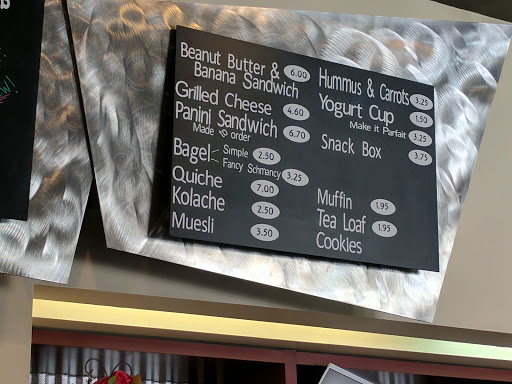 Beanut Butter &
Banana Sandwich 6.00
Grilled Cheese 4.60
Panini Sandwich 6.70
Made to order
Bagel Simple 2.50
Fancy Schmancy 3.25
Quiche 7.00
Kolache 2.50
Muesli 3.50
Hummus & Carrots 3.25
Yogurt Cup 1.50
Make it Parfait 3.25
Snack Box 3.75
Muffin 1.95
Tea Loaf 1.95
Cookies